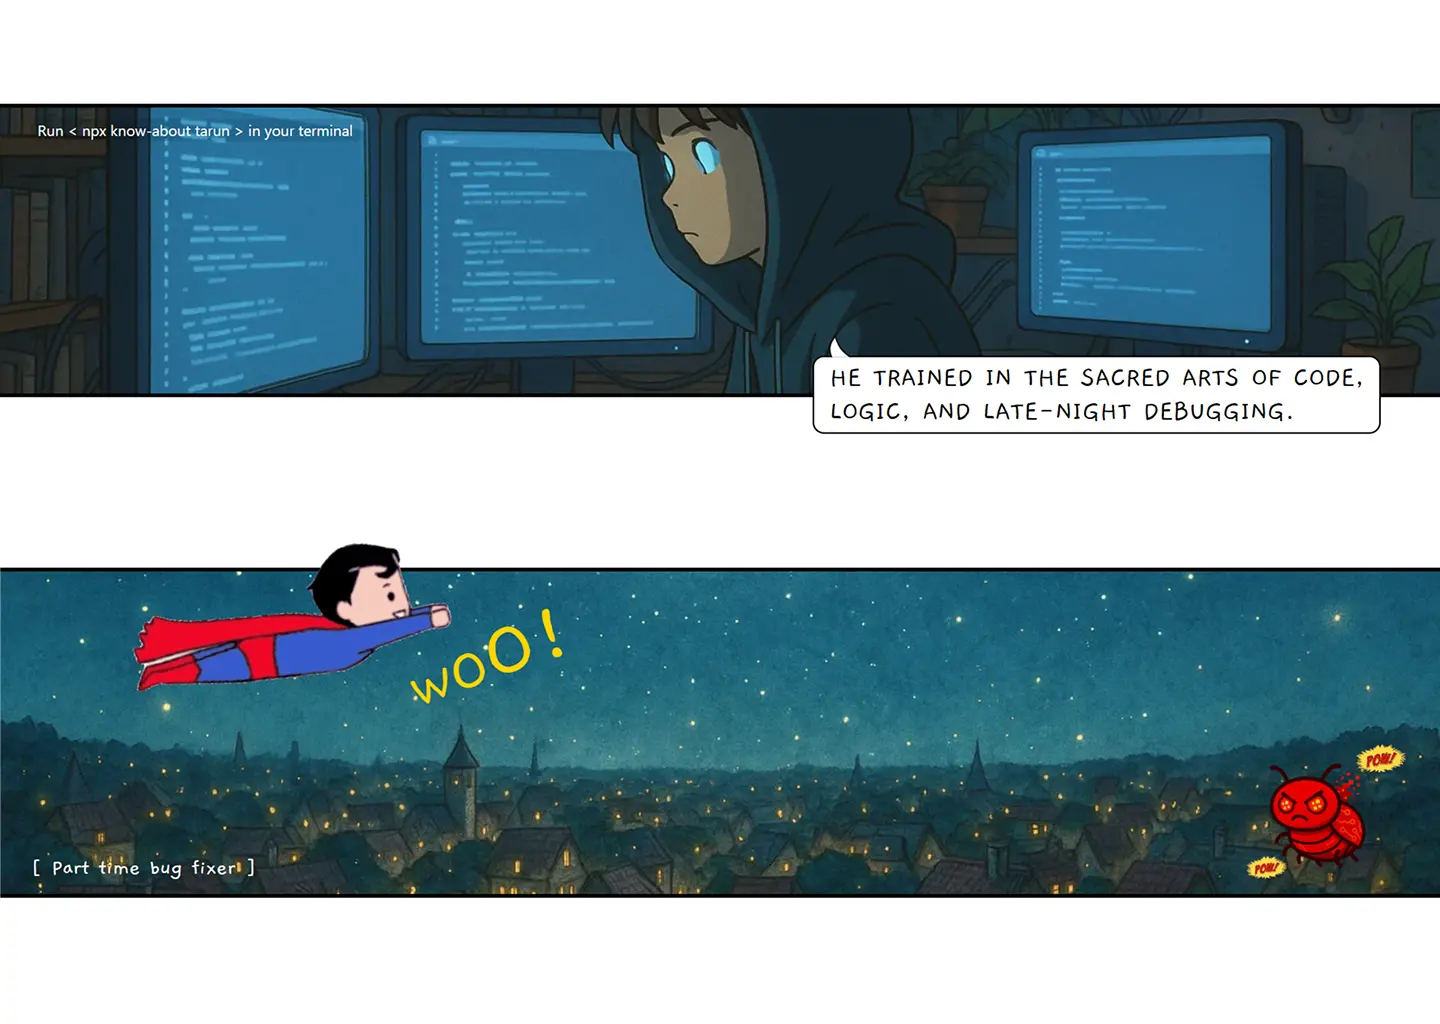 Run < npx know-about tarun > in your terminal
HE TRAINED IN THE SACRED ARTS OF CODE,
LOGIC, AND LATE-NIGHT DEBUGGING.
WOO!
POW!
POW!
[ Part time bug fixer ]